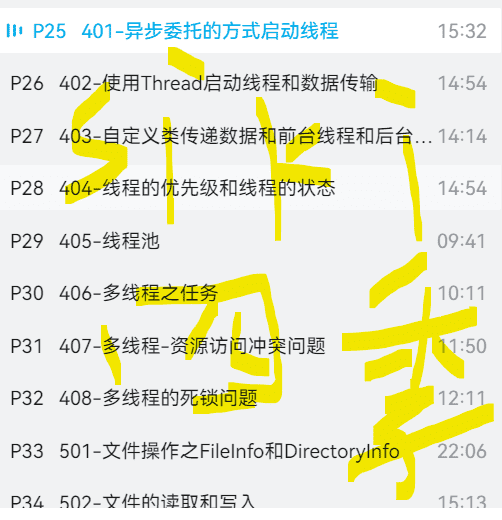 P25 401-异步委托的方式启动线程 15:32
P26 402-使用Thread启动线程和数据传输 14:54
P27 403-自定义类传递数据和前台线程和后台... 14:14
P28 404-线程的优先级和线程的状态 14:54
P29 405-线程池 09:41
P30 406-多线程之任务 10:11
P31 407-多线程-资源访问冲突问题 11:50
P32 408-多线程的死锁问题 12:11
P33 501-文件操作之FileInfo和DirectoryInfo 22:06
P34 502-文件的读取和写入 15:13
siki
四季